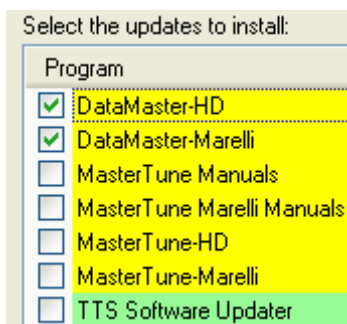 Select the updates to install:
Program
DataMaster-HD
DataMaster-Marelli
MasterTune Manuals
MasterTune Marelli Manuals
MasterTune-HD
MasterTune-Marelli
TTS Software Updater